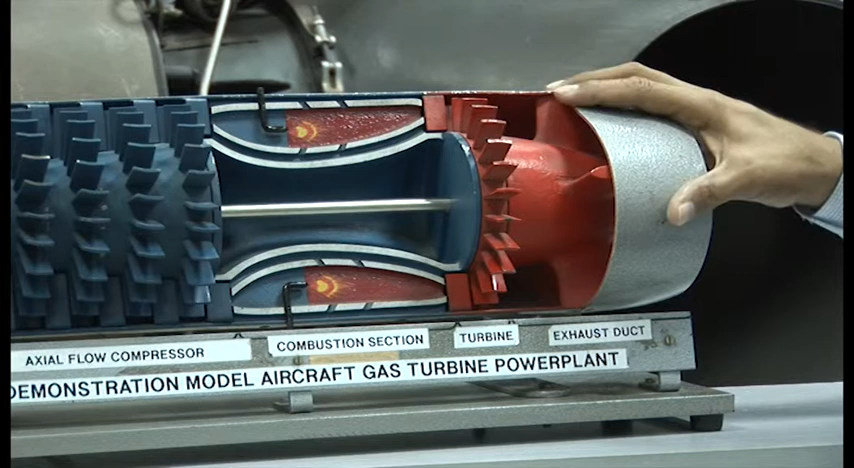 AXIAL FLOW COMPRESSOR
COMBUSTION SECTION
TURBINE
EXHAUST DUCT
DEMONSTRATION MODEL AIRCRAFT GAS TURBINE POWERPLANT